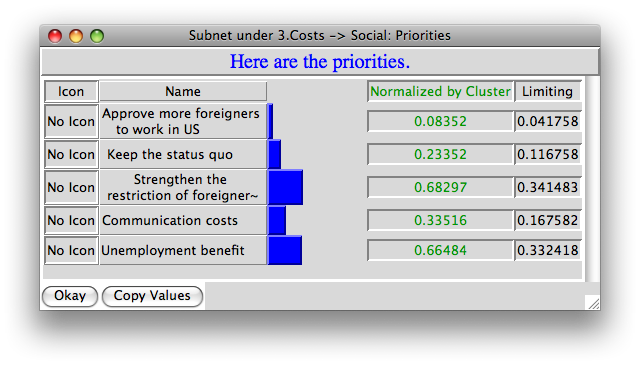 Subnet under 3.Costs -> Social: Priorities
Here are the priorities.
Icon Name Normalized by Cluster Limiting
No Icon Approve more foreigners to work in US 0.08352 0.041758
No Icon Keep the status quo 0.23352 0.116758
No Icon Strengthen the restriction of foreigner~ 0.68297 0.341483
No Icon Communication costs 0.33516 0.167582
No Icon Unemployment benefit 0.66484 0.332418
Okay Copy Values